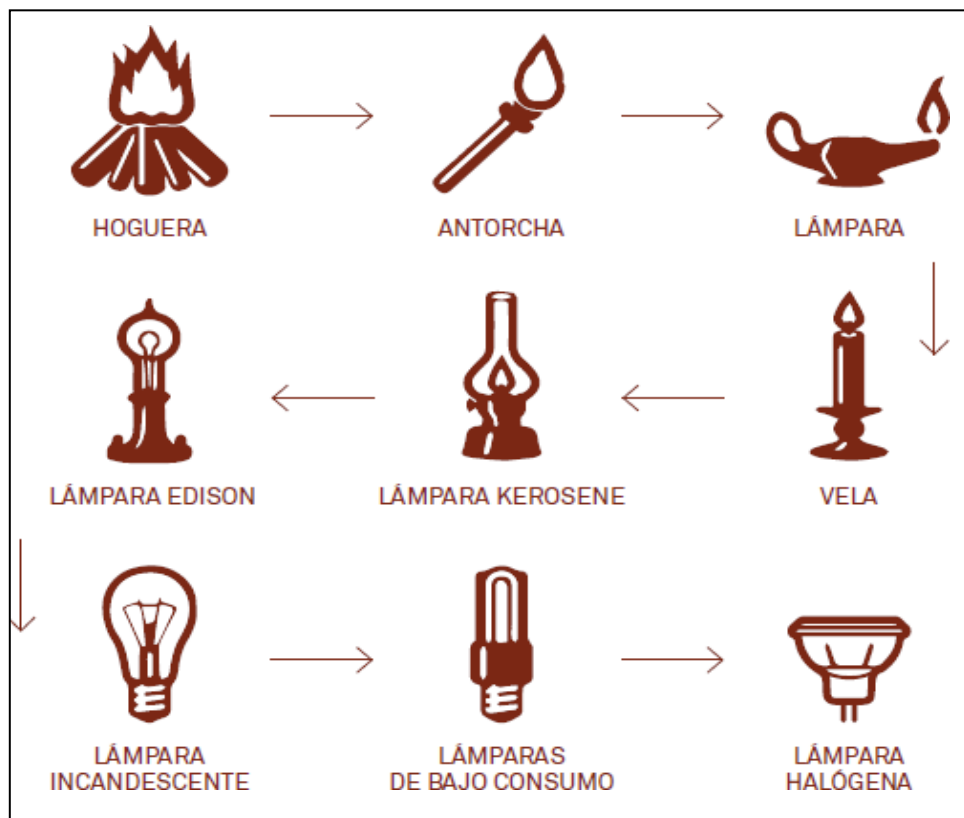 HOGUERA
ANTORCHA
LÁMPARA
LÁMPARA EDISON
LÁMPARA KEROSENE
VELA
LÁMPARA
INCANDESCENTE
LÁMPARAS
DE BAJO CONSUMO
LÁMPARA
HALÓGENA